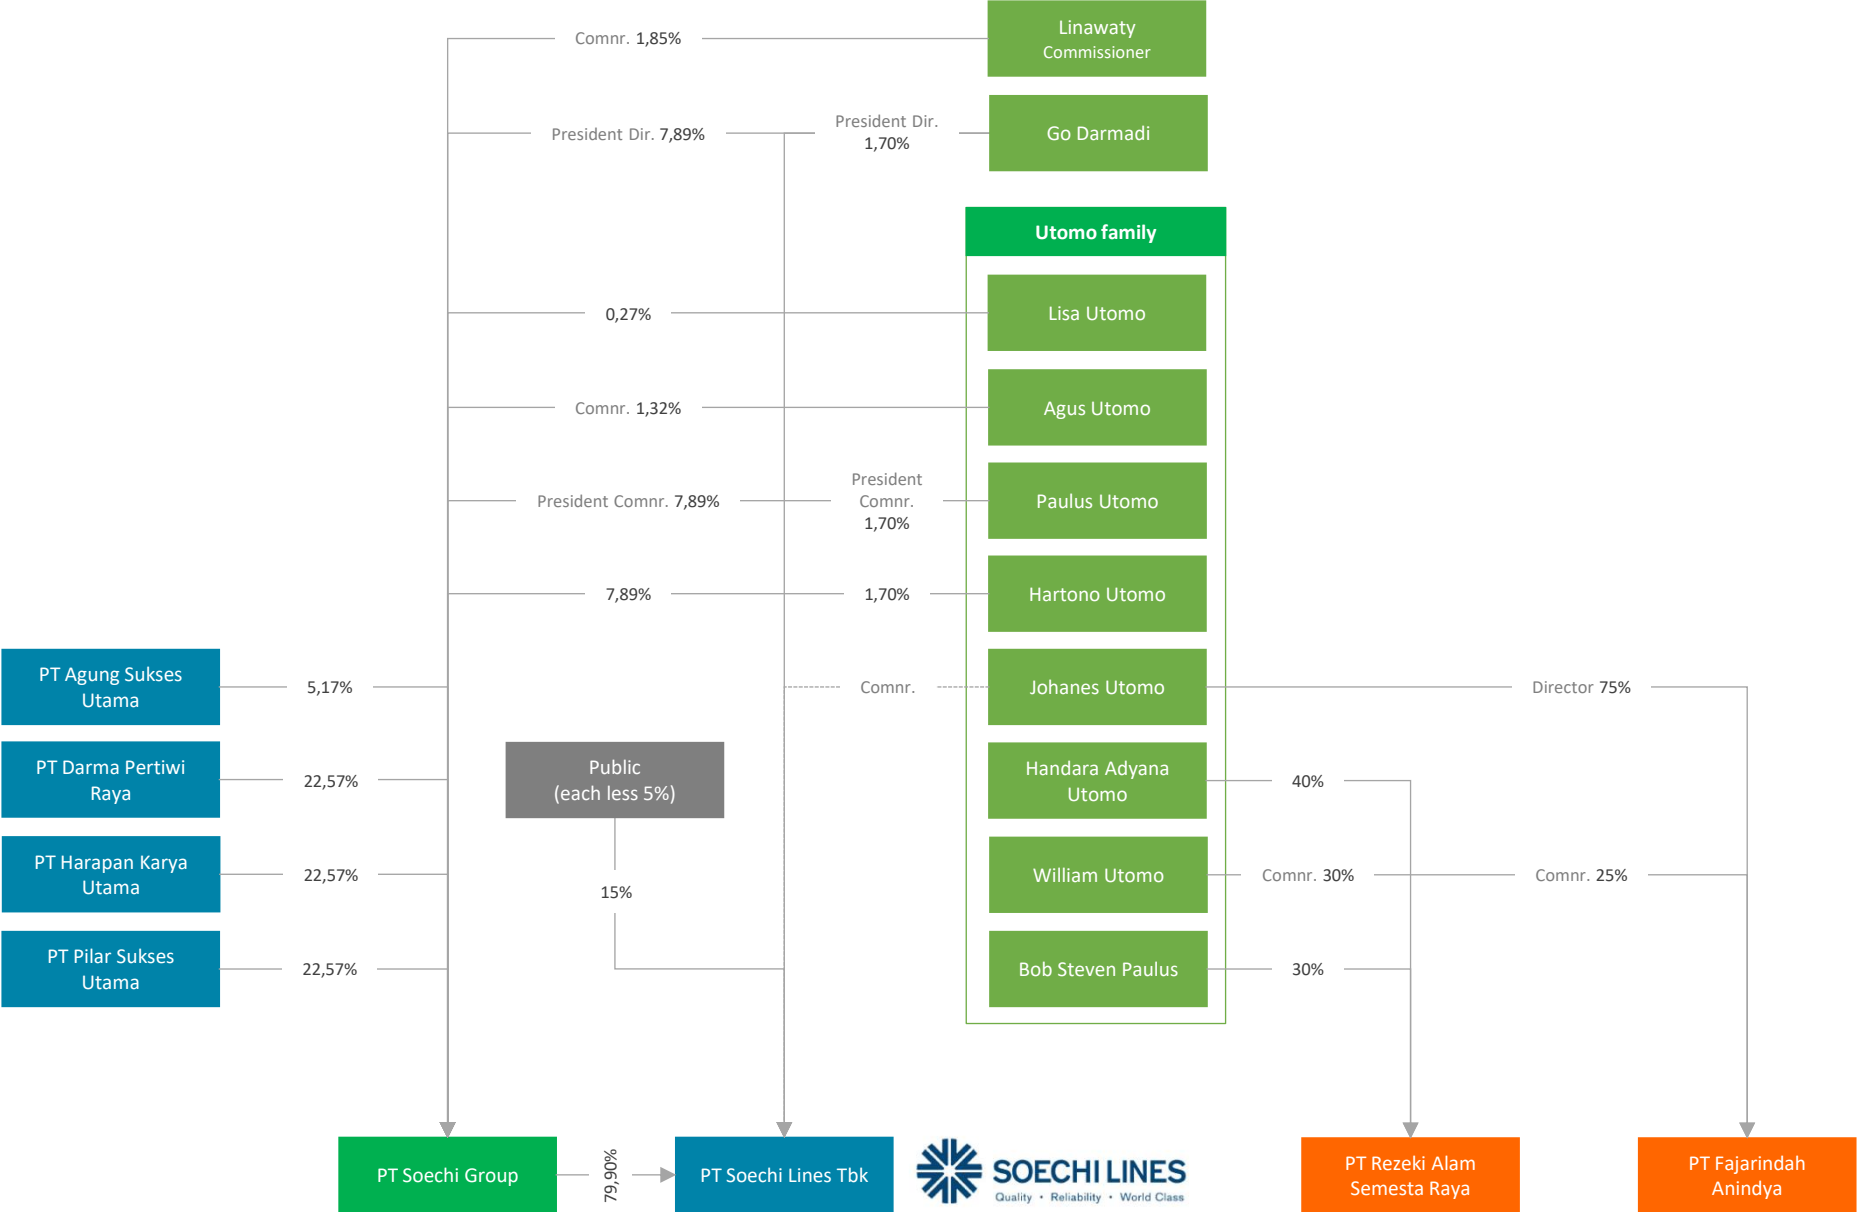 Linawaty
Commissioner
Comnr. 1,85%
Go Darmadi
President Dir. 7,89%
President Dir.
1,70%
Utomo family
Lisa Utomo
0,27%
Agus Utomo
Comnr. 1,32%
Paulus Utomo
President Comnr. 7,89%
President
Comnr.
1,70%
Hartono Utomo
7,89%
1,70%
PT Agung Sukses
Utama
5,17%
Comnr.
Johanes Utomo
Director 75%
PT Darma Pertiwi
Raya
22,57%
Public
(each less 5%)
15%
Handara Adyana
Utomo
40%
PT Harapan Karya
Utama
22,57%
William Utomo
Comnr. 30%
Comnr. 25%
PT Pilar Sukses
Utama
22,57%
Bob Steven Paulus
30%
PT Soechi Group
79,90%
PT Soechi Lines Tbk
SOECHI LINES
Quality • Reliability • World Class
PT Rezeki Alam
Semesta Raya
PT Fajarindah
Anindya